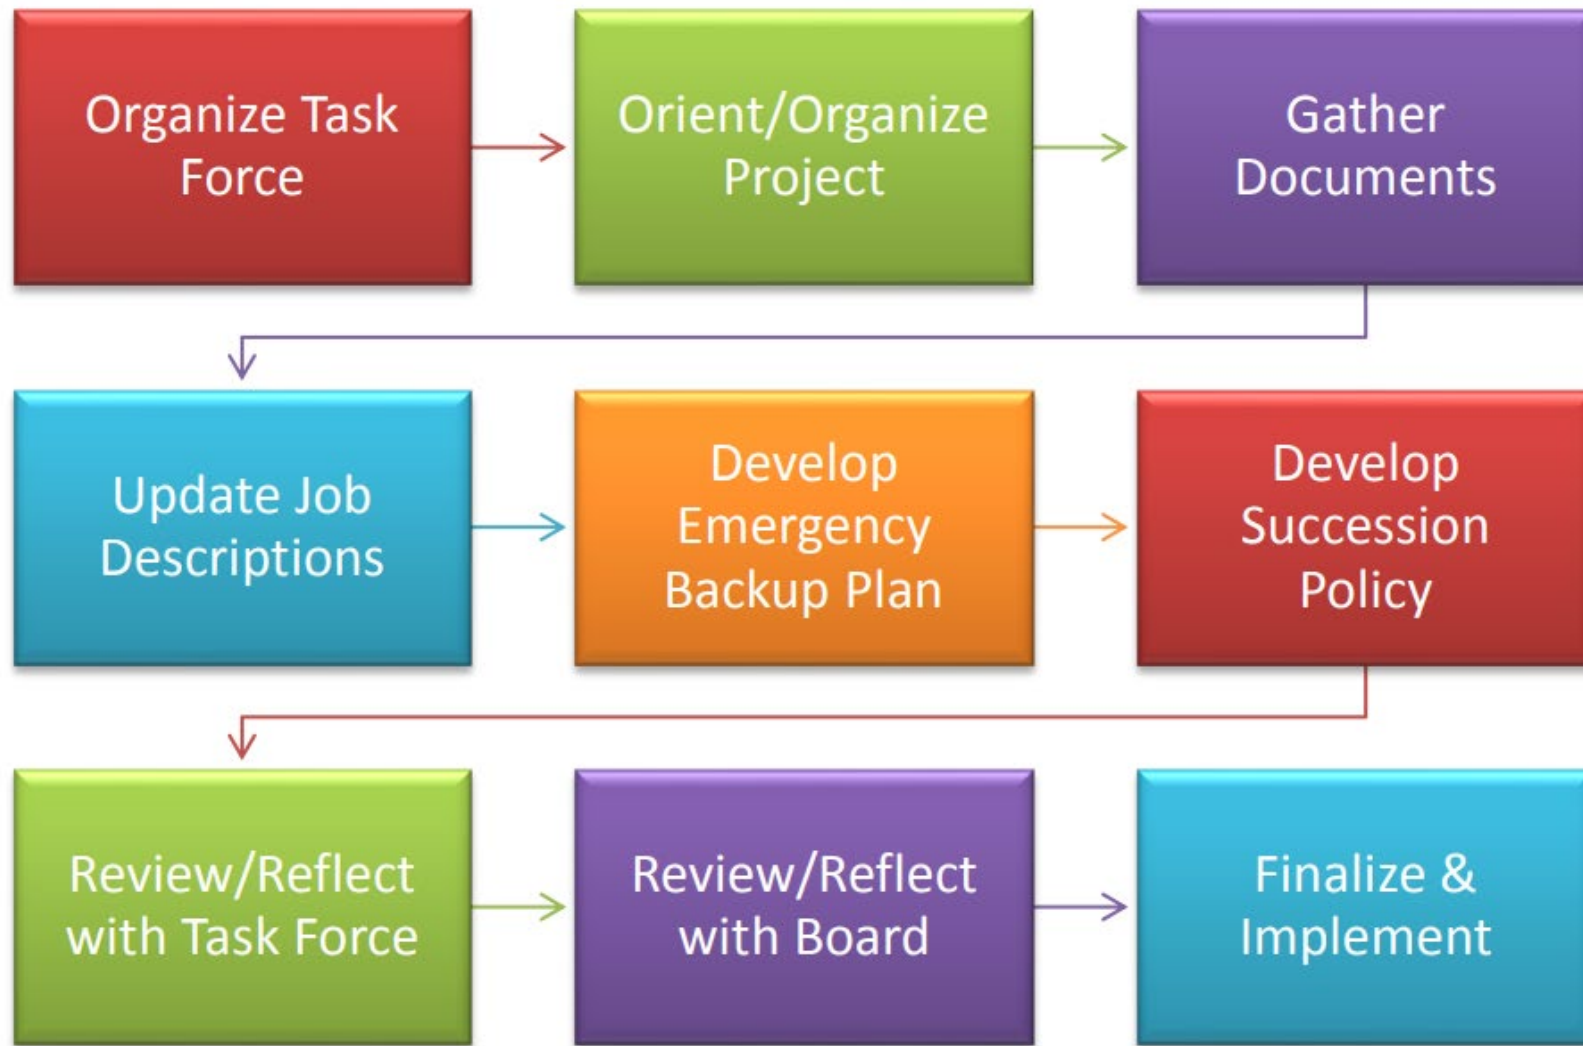 Organize Task
Force
Orient/Organize
Project
Gather
Documents
Update Job
Descriptions
Develop
Emergency
Backup Plan
Develop
Succession
Policy
Review/Reflect
with Task Force
Review/Reflect
with Board
Finalize &
Implement